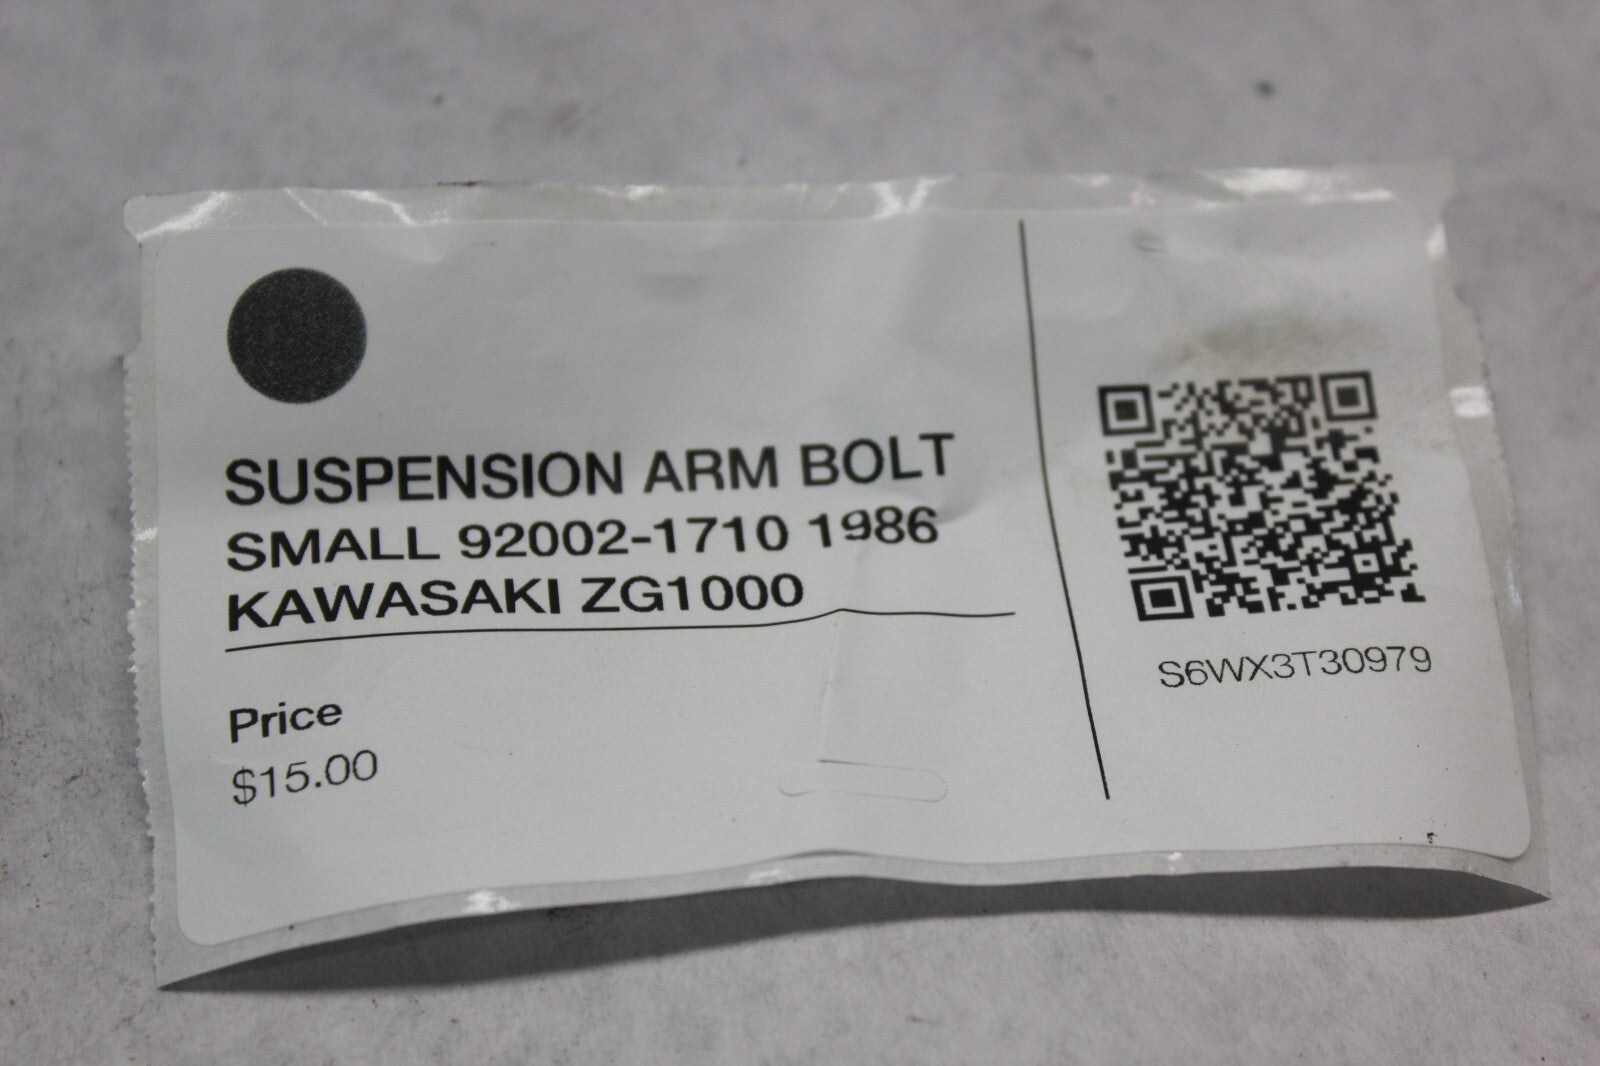 SUSPENSION ARM BOLT
SMALL 92002-1710 1986
KAWASAKI ZG1000
Price
$15.00
S6WX3T30979